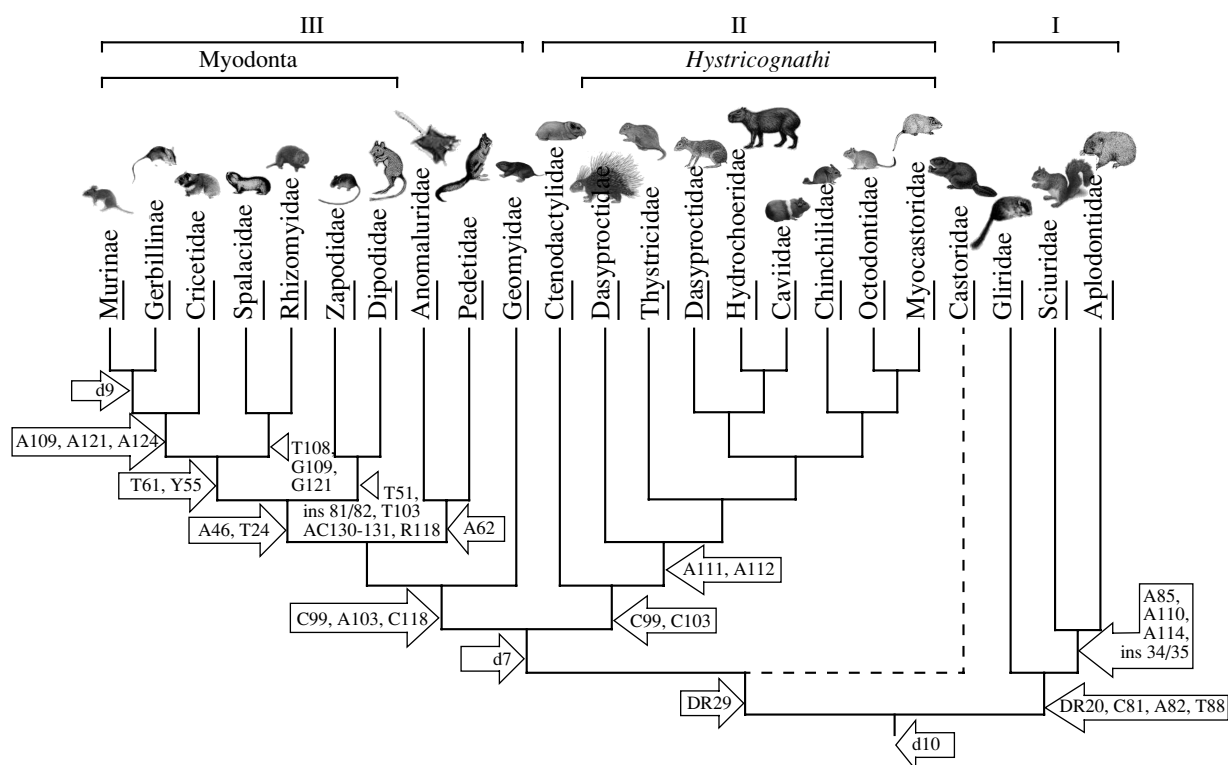 III
II
I
Myodonta
Hystricognathi
Murinae
Gerbillinae
Cricetidae
Spalacidae
Rhizomyidae
Zapodidae
Dipodidae
Anomaluridae
Pedetidae
Geomyidae
Ctenodactylidae
Dasyproctidae
Thystricidae
Dasyproctidae
Hydrochoeridae
Caviidae
Chinchilidae
Octodontidae
Myocastoridae
Castoridae
Gliridae
Sciuridae
Aplodontidae
d9
A109, A121, A124
T108,
G109,
G121
T61, Y55
T51,
ins 81/82, T103
AC130-131, R118
A46, T24
A62
A111, A112
C99, A103, C118
C99, C103
A85,
A110,
A114,
ins 34/35
d7
DR29
DR20, C81, A82, T88
d10